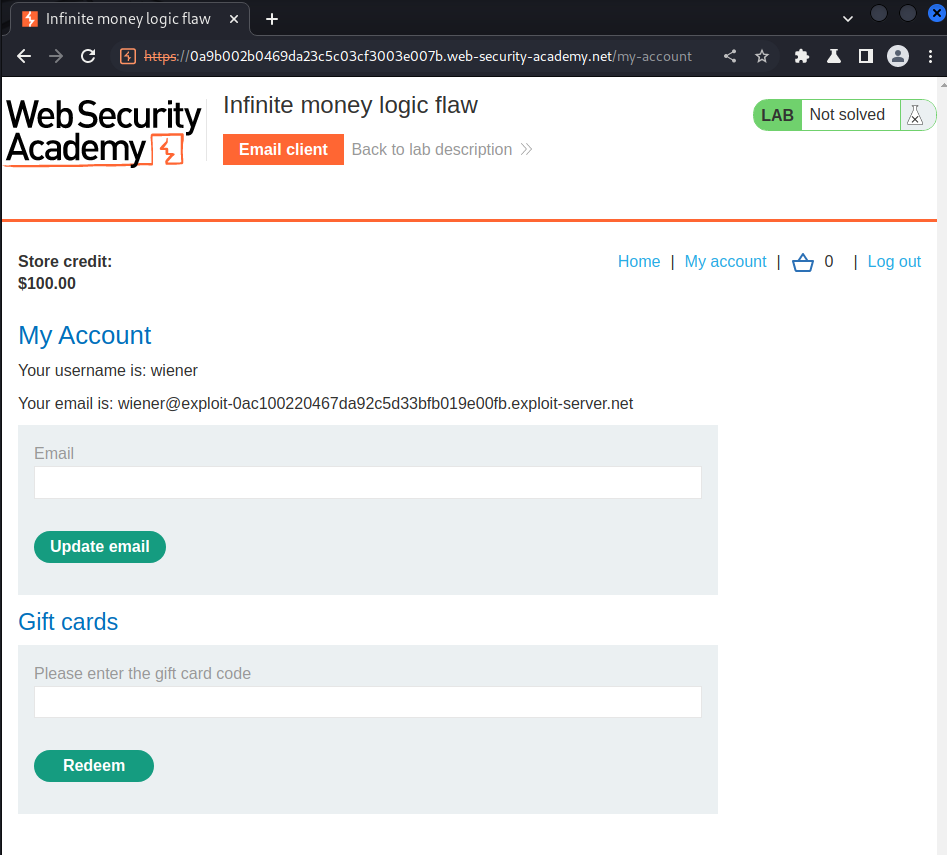 Infinite money logic flaw
https://0a9b002b0469da23c5c03cf3003e007b.web-security-academy.net/my-account
Web Security
Academy
Infinite money logic flaw
Email client
Back to lab description
LAB
Not solved
Store credit:
$100.00
Home | My account | 0 | Log out
My Account
Your username is: wiener
Your email is: wiener@exploit-0ac100220467da92c5d33bfb019e00fb.exploit-server.net
Email
Update email
Gift cards
Please enter the gift card code
Redeem